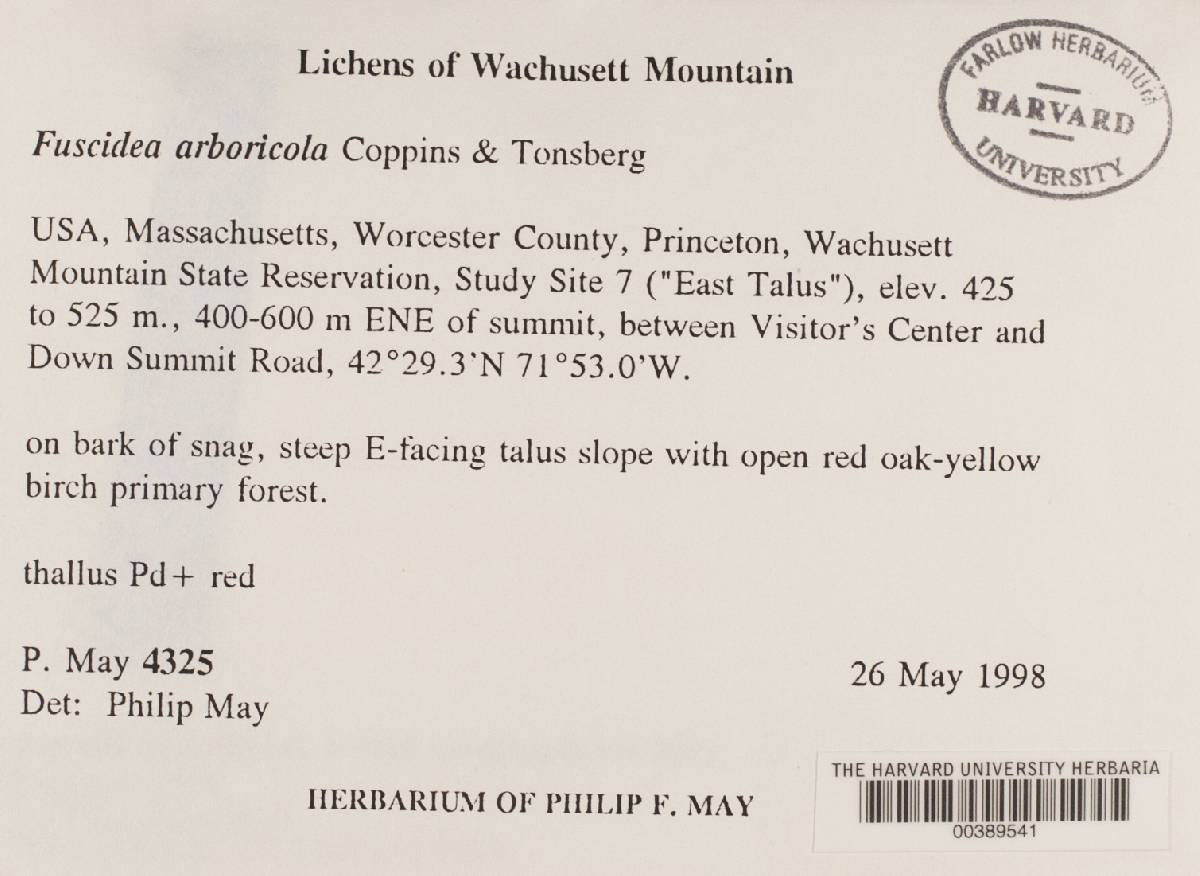 Lichens of Wachusett Mountain
FARLOW HERBARIUM
HARVARD
UNIVERSITY
Fuscidea arboricola Coppins & Tonsberg
USA, Massachusetts, Worcester County, Princeton, Wachusett
Mountain State Reservation, Study Site 7 ("East Talus"), elev. 425
to 525 m., 400-600 m ENE of summit, between Visitor's Center and
Down Summit Road, 42°29.3'N 71°53.0'W.
on bark of snag, steep E-facing talus slope with open red oak-yellow
birch primary forest.
thallus Pd+ red
P. May 4325
26 May 1998
Det: Philip May
HERBARIUM OF PHILIP F. MAY
THE HARVARD UNIVERSITY HERBARIA
00389541